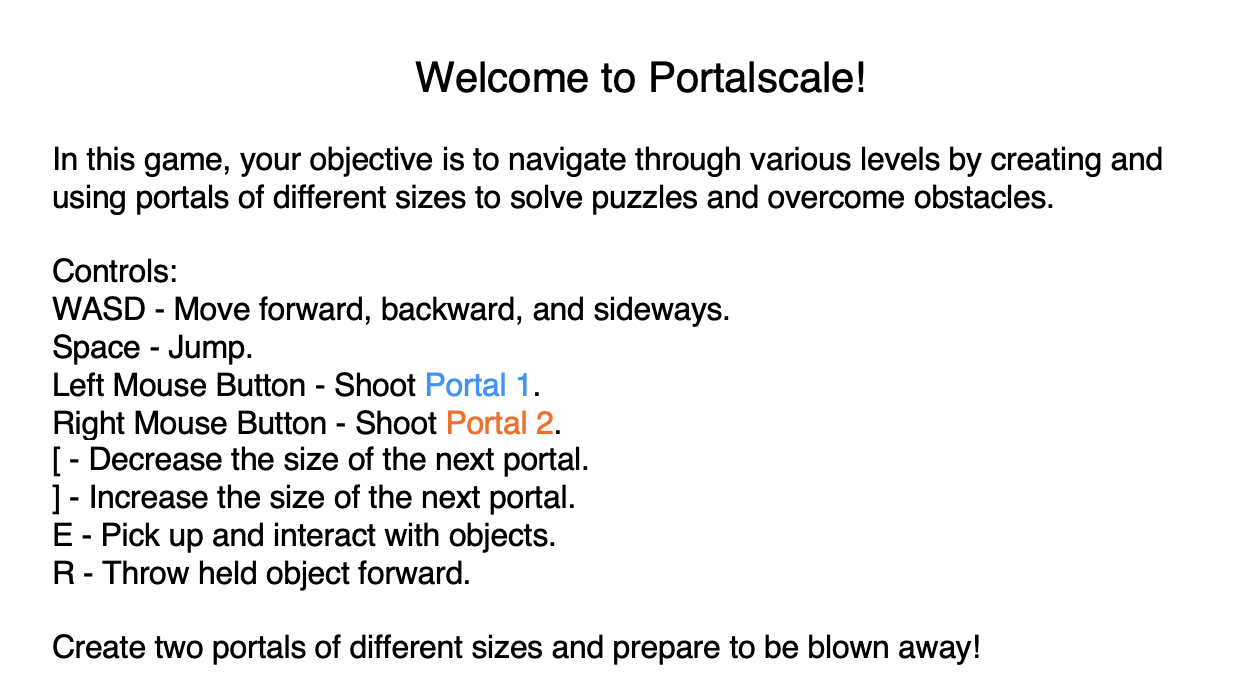 Welcome to Portalscale!
In this game, your objective is to navigate through various levels by creating and
using portals of different sizes to solve puzzles and overcome obstacles.
Controls:
WASD - Move forward, backward, and sideways.
Space - Jump.
Left Mouse Button - Shoot Portal 1.
Right Mouse Button - Shoot Portal 2.
[ - Decrease the size of the next portal.
] - Increase the size of the next portal.
E - Pick up and interact with objects.
R - Throw held object forward.
Create two portals of different sizes and prepare to be blown away!